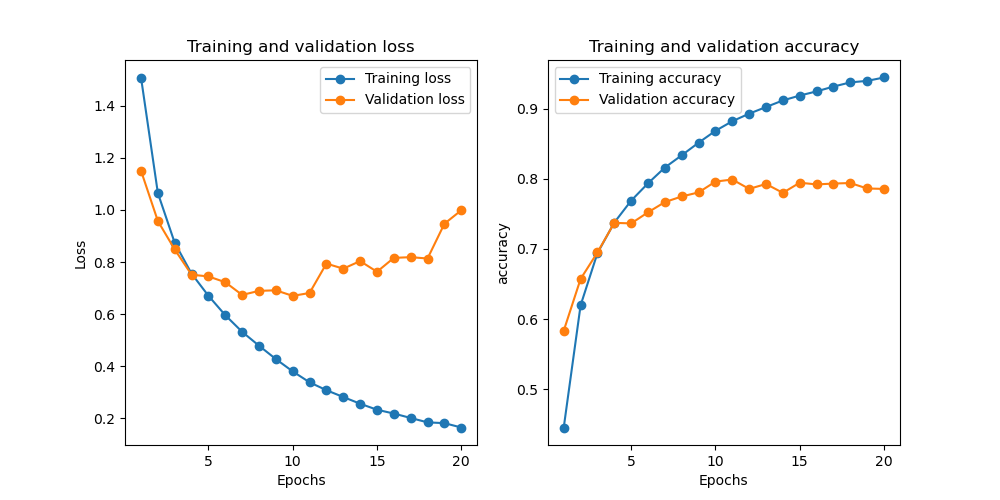 Training and validation loss
Training loss
Validation loss
1.4
1.2
1.0
0.8
0.6
0.4
0.2
Loss
5
10
15
20
Epochs
Training and validation accuracy
Training accuracy
Validation accuracy
0.9
0.8
0.7
0.6
0.5
accuracy
5
10
15
20
Epochs